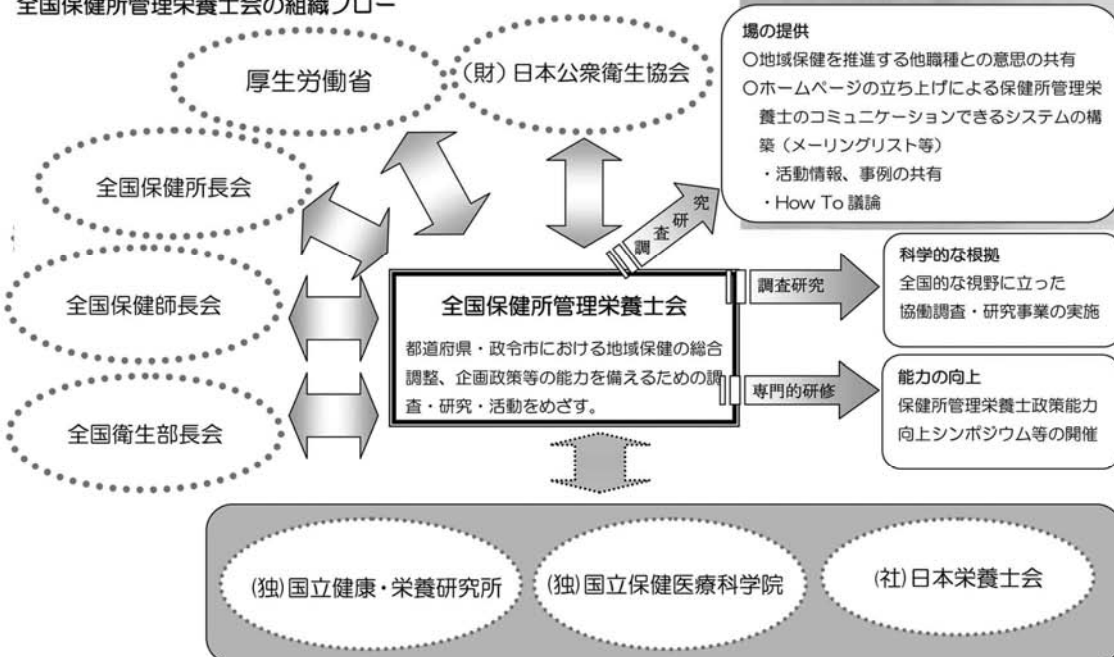 全国保健所管理栄養士会の組織フロー
厚生労働省
（財）日本公衆衛生協会
全国保健所長会
全国保健師長会
全国衛生部長会
場の提供
○地域保健を推進する他職種との意思の共有
○ホームページの立ち上げによる保健所管理栄
養士のコミュニケーションできるシステムの構
築（メーリングリスト等）
・活動情報、事例の共有
・How To 議論
調査研究
全国保健所管理栄養士会
都道府県・政令市における地域保健の総合
調整、企画政策等の能力を備えるための調
査・研究・活動をめざす。
調査研究
科学的な根拠
全国的な視野に立った
協働調査・研究事業の実施
専門的研修
能力の向上
保健所管理栄養士政策能力
向上シンポジウム等の開催
(独)国立健康・栄養研究所
(独)国立保健医療科学院
(社)日本栄養士会